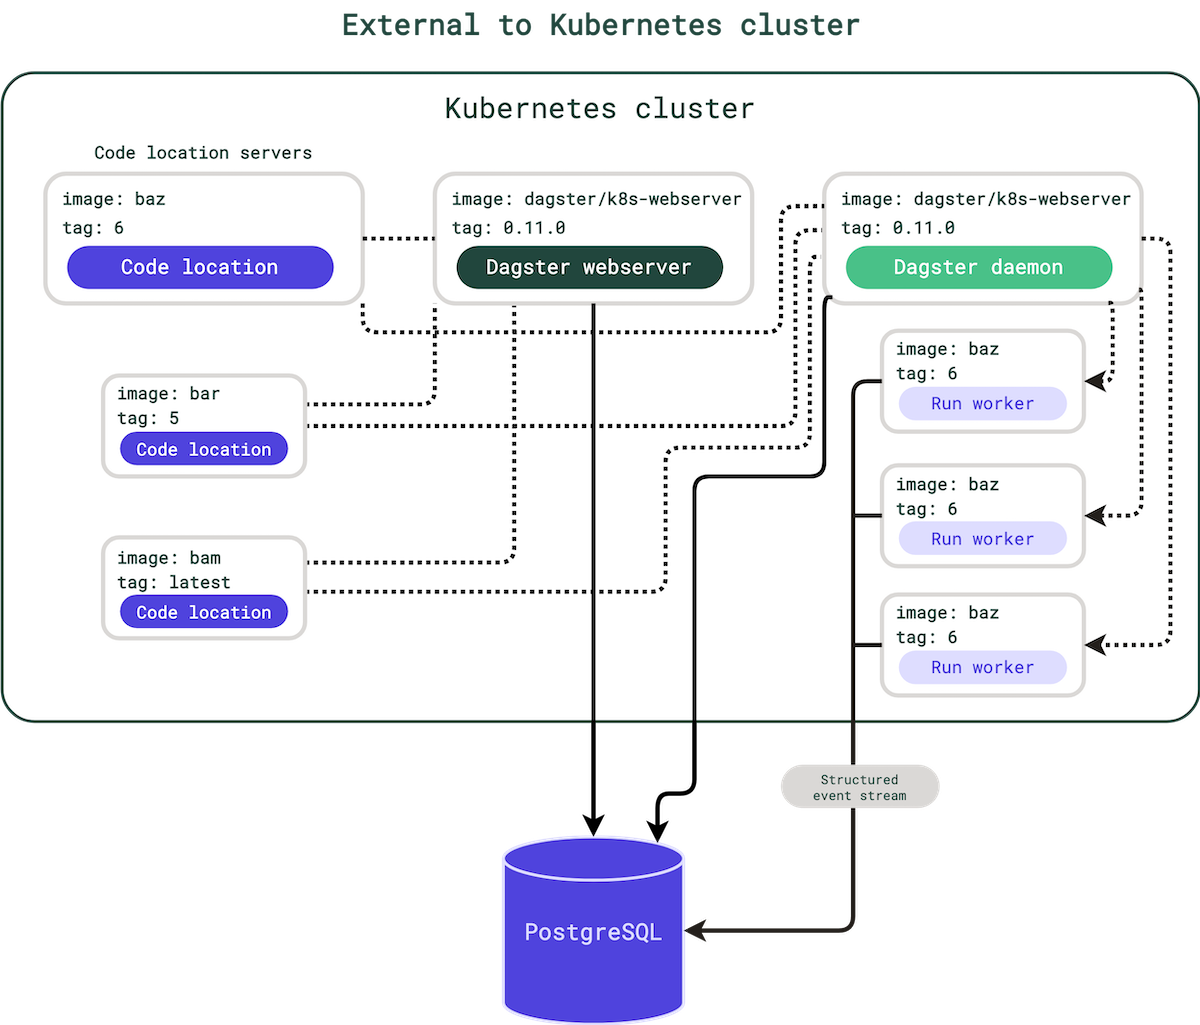 External to Kubernetes cluster
Kubernetes cluster
Code location servers
image: baz
tag: 6
Code location
image: dagster/k8s-webserver
tag: 0.11.0
Dagster webserver
image: dagster/k8s-webserver
tag: 0.11.0
Dagster daemon
image: bar
tag: 5
Code location
image: bam
tag: latest
Code location
image: baz
tag: 6
Run worker
image: baz
tag: 6
Run worker
image: baz
tag: 6
Run worker
Structured
event stream
PostgreSQL